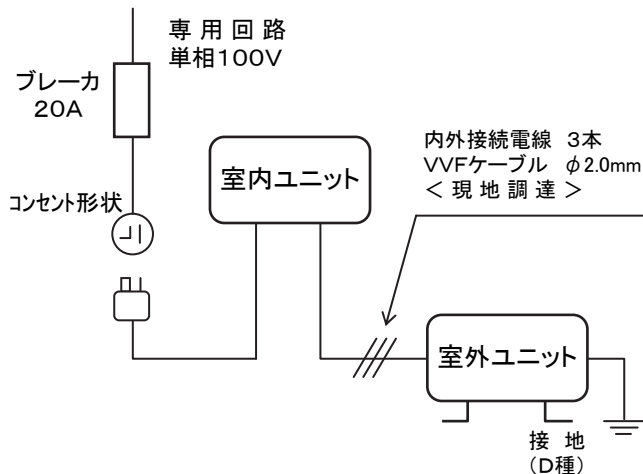 専用回路
単相100V
ブレーカ
20A
コンセント形状
室内ユニット
内外接続電線 3本
VVFケーブル φ2.0mm
<現地調達>
室外ユニット
接地
(D種)